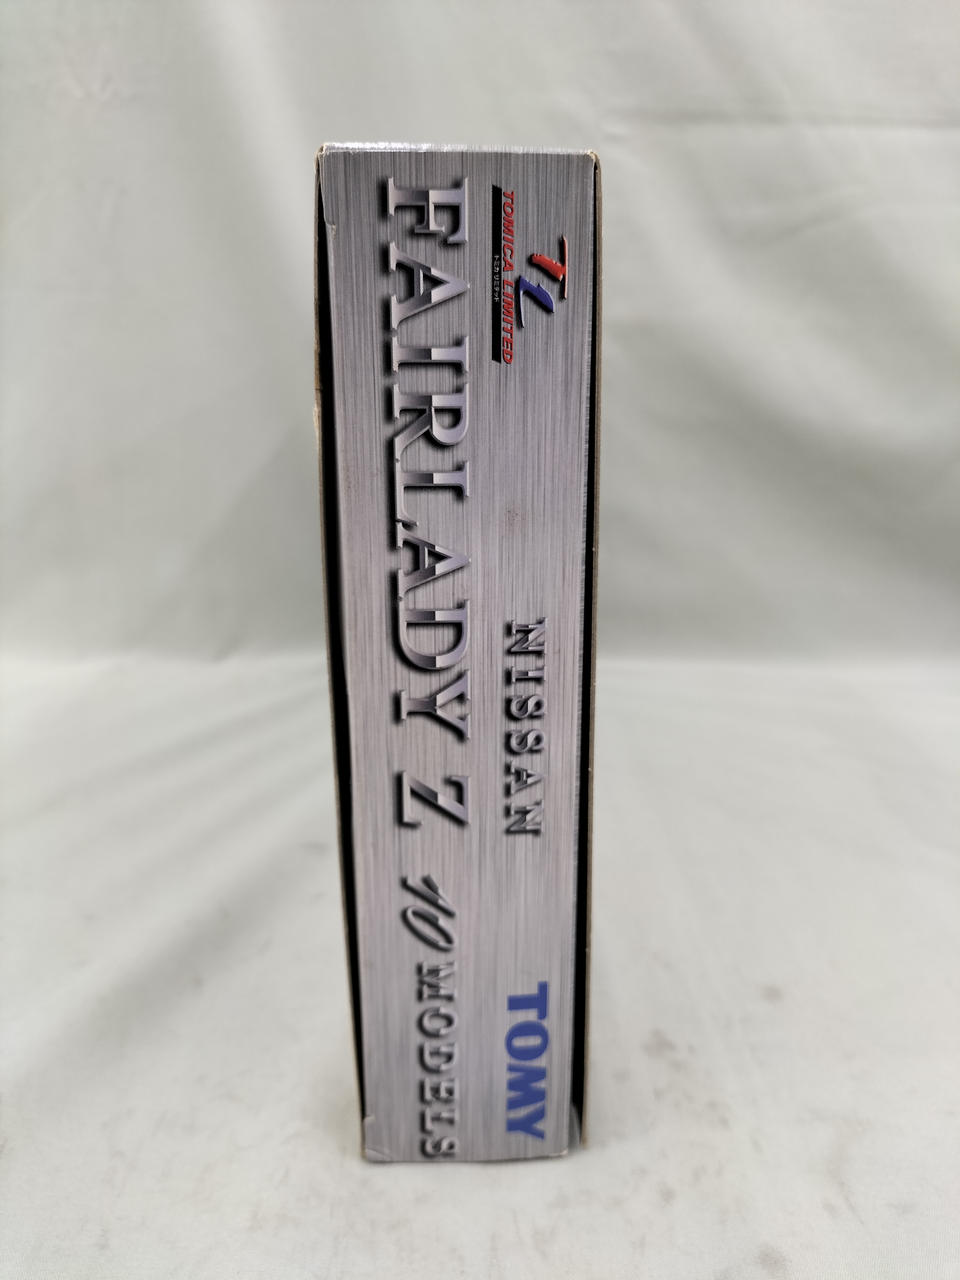 TL
TOMICA LIMITED
トミカリミテッド
NISSAN
TOMY
FAIRLADY Z 10 MODELS